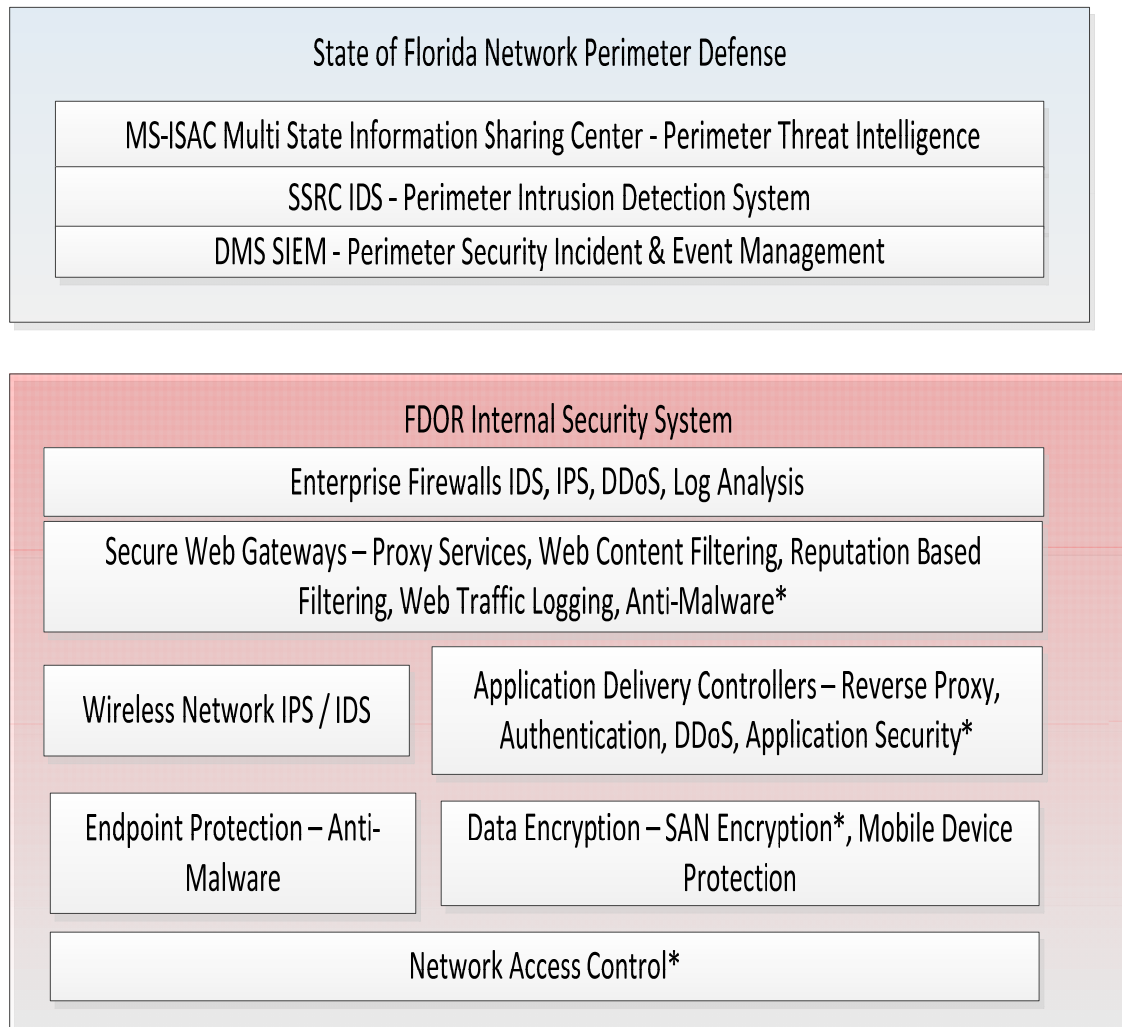 State of Florida Network Perimeter Defense
MS-ISAC Multi State Information Sharing Center - Perimeter Threat Intelligence
SSRC IDS - Perimeter Intrusion Detection System
DMS SIEM - Perimeter Security Incident & Event Management
FDOR Internal Security System
Enterprise Firewalls IDS, IPS, DDoS, Log Analysis
Secure Web Gateways – Proxy Services, Web Content Filtering, Reputation Based
Filtering, Web Traffic Logging, Anti-Malware*
Wireless Network IPS / IDS
Application Delivery Controllers – Reverse Proxy,
Authentication, DDoS, Application Security*
Endpoint Protection – Anti-
Malware
Data Encryption – SAN Encryption*, Mobile Device
Protection
Network Access Control*